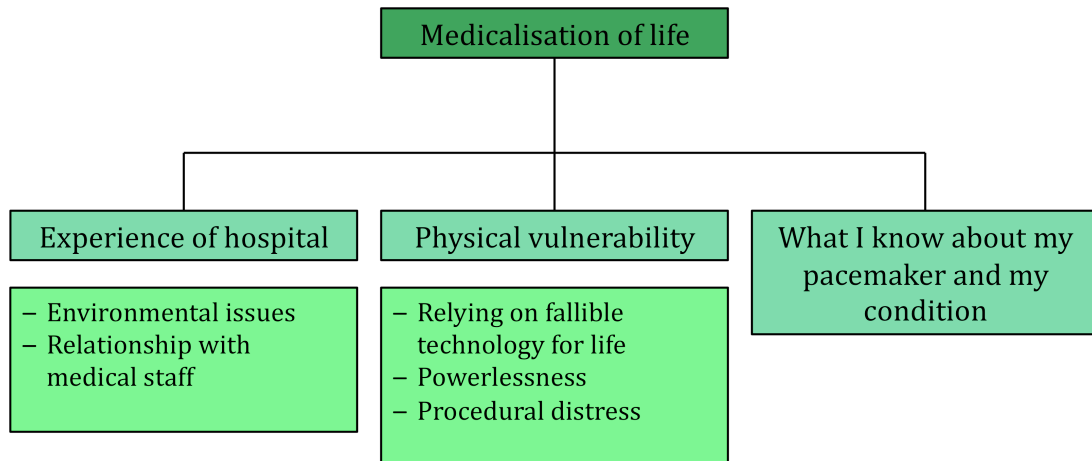 Medicalisation of life
Experience of hospital
– Environmental issues
– Relationship with
medical staff
Physical vulnerability
– Relying on fallible
technology for life
– Powerlessness
– Procedural distress
What I know about my
pacemaker and my
condition